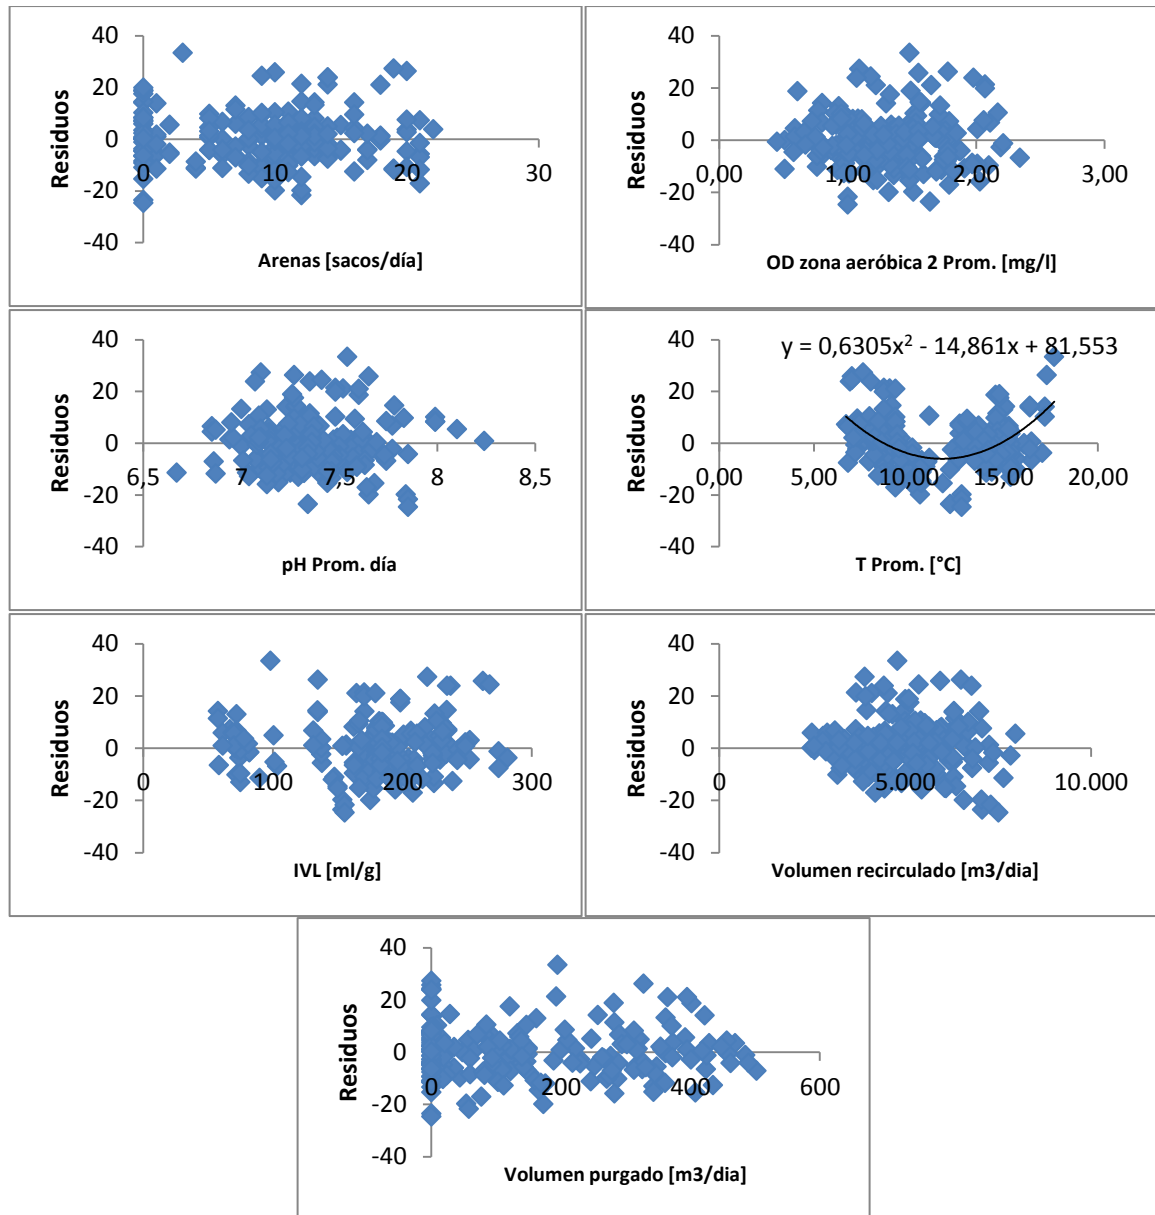 40
20
0
-20
-40
Residuos
0 10 20 30
Arenas [sacos/día]
40
20
0
-20
-40
Residuos
0,00 1,00 2,00 3,00
OD zona aeróbica 2 Prom. [mg/l]
40
20
0
-20
-40
Residuos
6,5 7 7,5 8 8,5
pH Prom. día
y = 0,6305x² - 14,861x + 81,553
40
20
0
-20
-40
Residuos
0,00 5,00 10,00 15,00 20,00
T Prom. [°C]
40
20
0
-20
-40
Residuos
0 100 200 300
IVL [ml/g]
40
20
0
-20
-40
Residuos
0 5.000 10.000
Volumen recirculado [m3/dia]
40
20
0
-20
-40
Residuos
0 200 400 600
Volumen purgado [m3/dia]